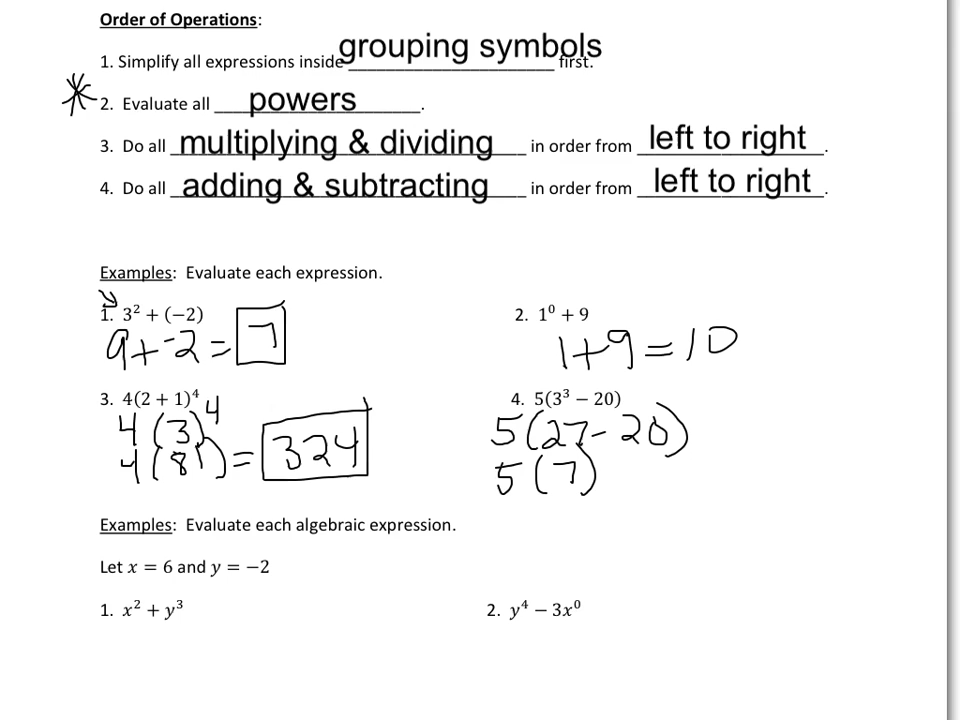 Order of Operations:
1. Simplify all expressions inside grouping symbols first.
2. Evaluate all powers.
3. Do all multiplying & dividing in order from left to right.
4. Do all adding & subtracting in order from left to right.
Examples: Evaluate each expression.
1. 3² + (−2)
2. 1⁰ + 9
9+-2=7
1+9=10
3. 4(2 + 1)⁴
4. 5(3³ − 20)
4(3)⁴
5(27-20)
4(81)=324
5(7)
Examples: Evaluate each algebraic expression.
Let x = 6 and y = −2
1. x² + y³
2. y⁴ − 3x⁰